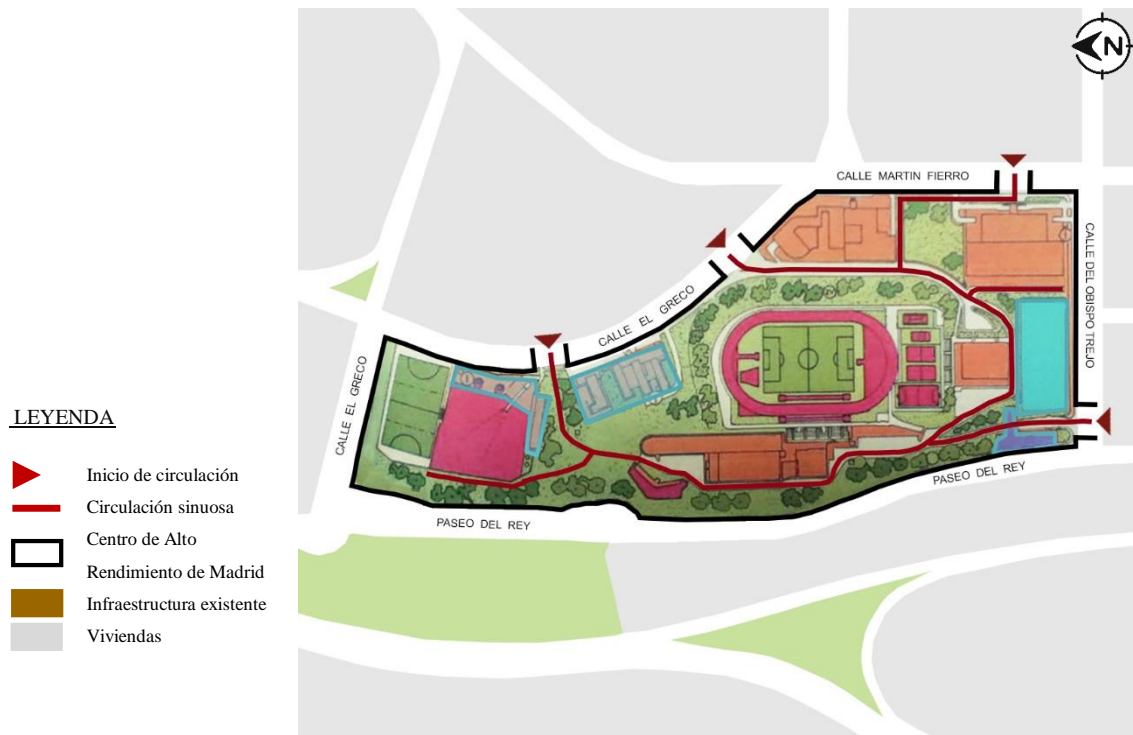 N
CALLE MARTIN FIERRO
CALLE DEL OBISPO TREJO
CALLE EL GRECO
CALLE EL GRECO
PASEO DEL REY
PASEO DEL REY
LEYENDA
Inicio de circulación
Circulación sinuosa
Centro de Alto
Rendimiento de Madrid
Infraestructura existente
Viviendas